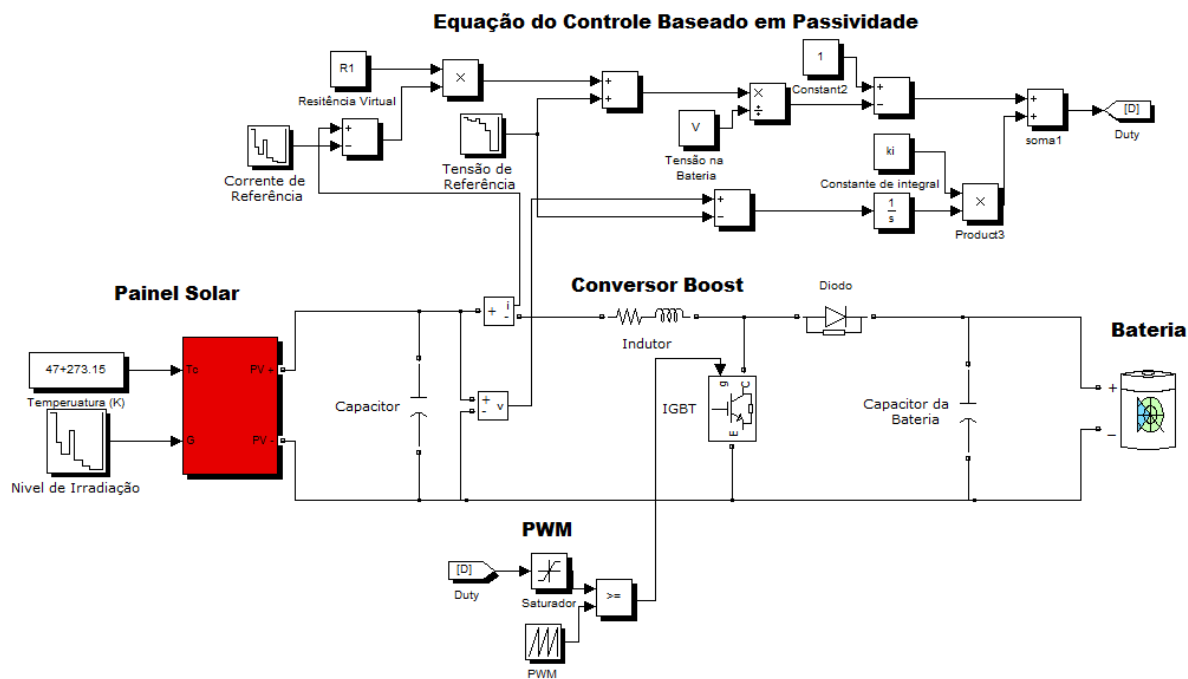 Equação do Controle Baseado em Passividade
R1
Resitência Virtual
×
+
+
×
÷
1
Constant2
+
−
+
+
soma1
[D]
Duty
+
−
Corrente de
Referência
Tensão de
Referência
V
Tensão na
Bateria
ki
Constante de integral
+
−
1
s
×
Product3
Painel Solar
Conversor Boost
Bateria
47+273.15
Temperuatura (K)
Nivel de Irradiação
Tc
G
PV +
PV -
Capacitor
+
i
-
+
-
v
Indutor
Diodo
IGBT
g
C
E
Capacitor da
Bateria
+
−
PWM
[D]
Duty
Saturador
>=
PWM